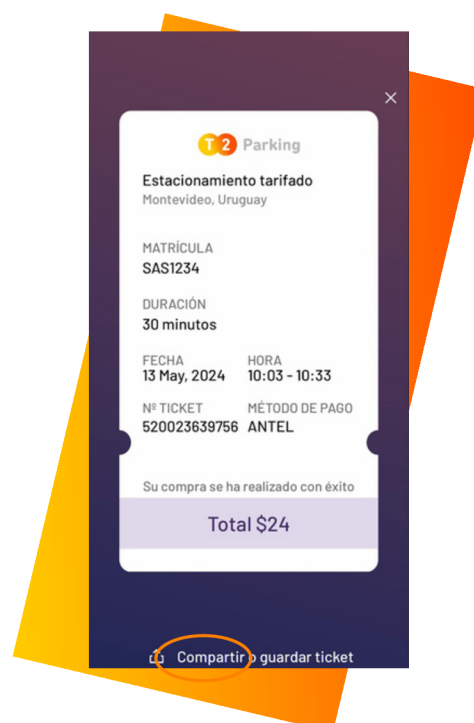 T2 Parking
Estacionamiento tarifado
Montevideo, Uruguay
MATRÍCULA
SAS1234
DURACIÓN
30 minutos
FECHA HORA
13 May, 2024 10:03 - 10:33
Nº TICKET MÉTODO DE PAGO
520023639756 ANTEL
Su compra se ha realizado con éxito
Total $24
Compartir o guardar ticket